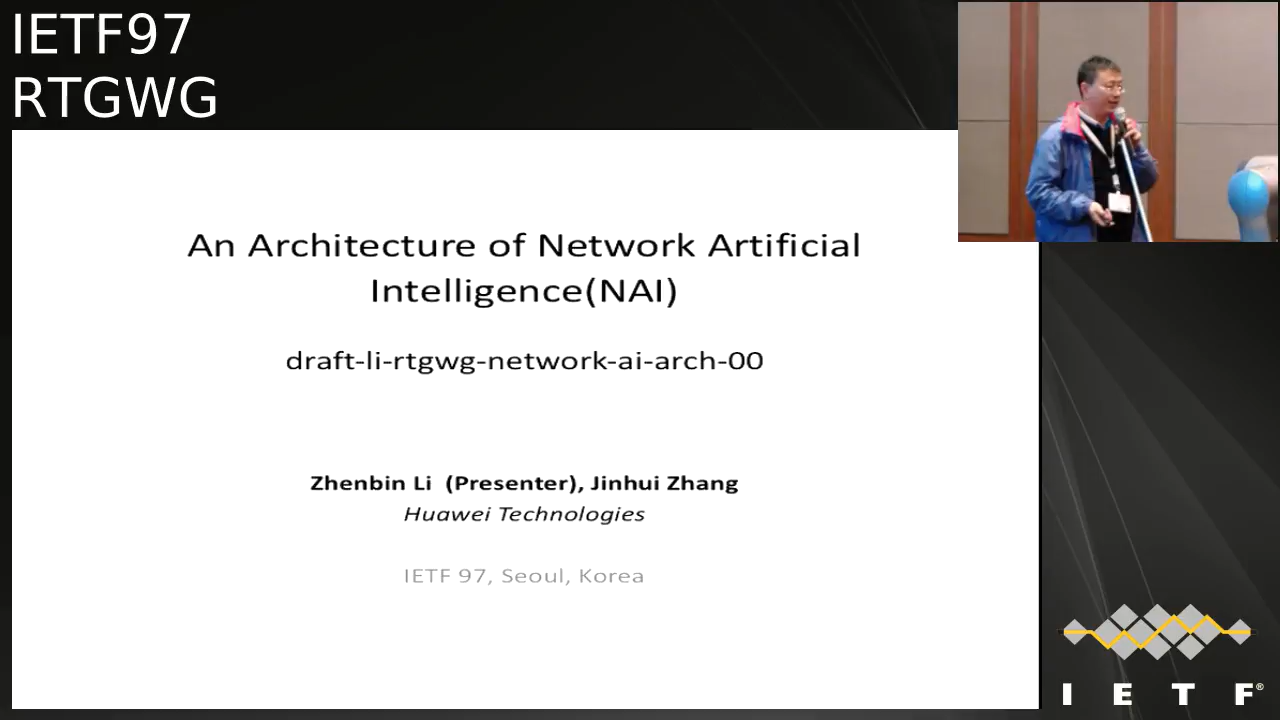 IETF97
RTGWG
An Architecture of Network Artificial
Intelligence(NAI)
draft-li-rtgwg-network-ai-arch-00
Zhenbin Li  (Presenter), Jinhui Zhang
Huawei Technologies
IETF 97, Seoul, Korea
I E T F®